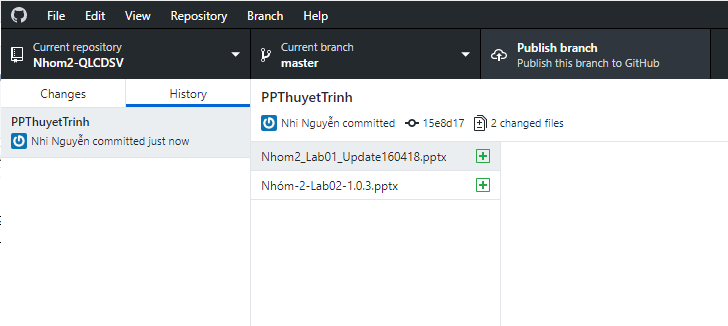 File Edit View Repository Branch Help
Current repository
Nhom2-QLCDSV
Current branch
master
Publish branch
Publish this branch to GitHub
Changes
History
PPThuyetTrinh
Nhi Nguyễn committed just now
PPThuyetTrinh
Nhi Nguyễn committed 15e8d17 2 changed files
Nhom2_Lab01_Update160418.pptx
Nhóm-2-Lab02-1.0.3.pptx